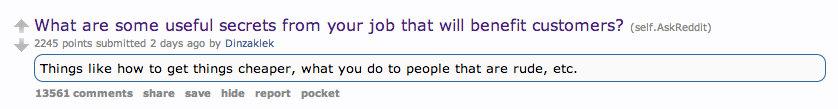 What are some useful secrets from your job that will benefit customers? (self.AskReddit)
2245 points submitted 2 days ago by Dinzaklek
Things like how to get things cheaper, what you do to people that are rude, etc.
13561 comments share save hide report pocket